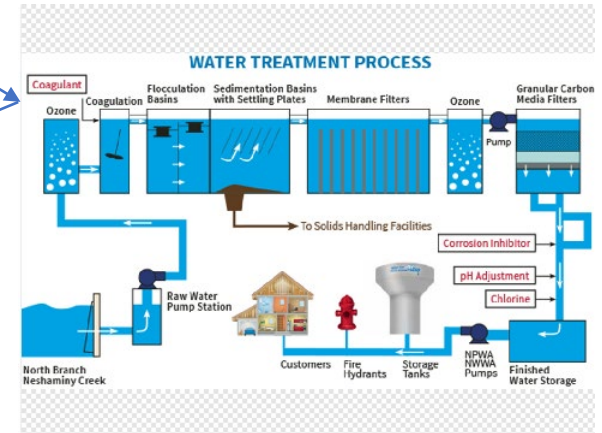 WATER TREATMENT PROCESS
Coagulant
Ozone
Coagulation
Flocculation
Basins
Sedimentation Basins
with Settling Plates
Membrane Filters
Ozone
Pump
Granular Carbon
Media Filters
To Solids Handling Facilities
Corrosion Inhibitor
pH Adjustment
Chlorine
Raw Water
Pump Station
North Branch
Neshaminy Creek
Customers
Fire
Hydrants
Storage
Tanks
NPWA
NWWA
Pumps
Finished
Water Storage